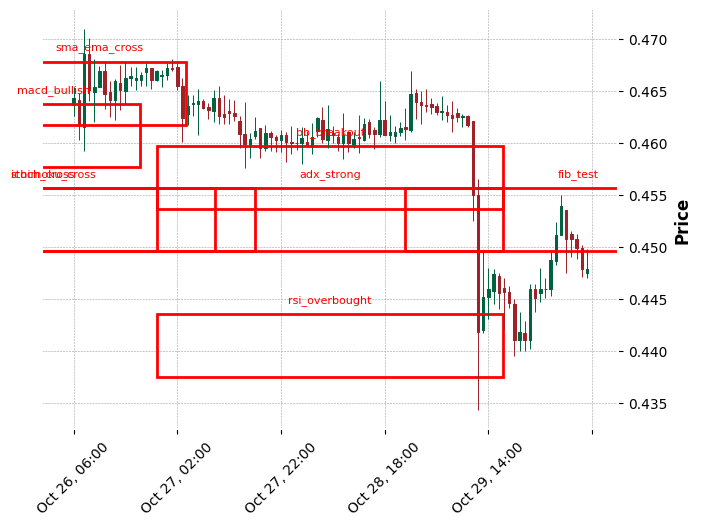 sma_ema_cross
macd_bullish
bb_breakout
adx_strong
fib_test
rsi_overbought
0.470
0.465
0.460
0.455
0.450
0.445
0.440
0.435
Price
Oct 26, 06:00
Oct 27, 02:00
Oct 27, 22:00
Oct 28, 18:00
Oct 29, 14:00